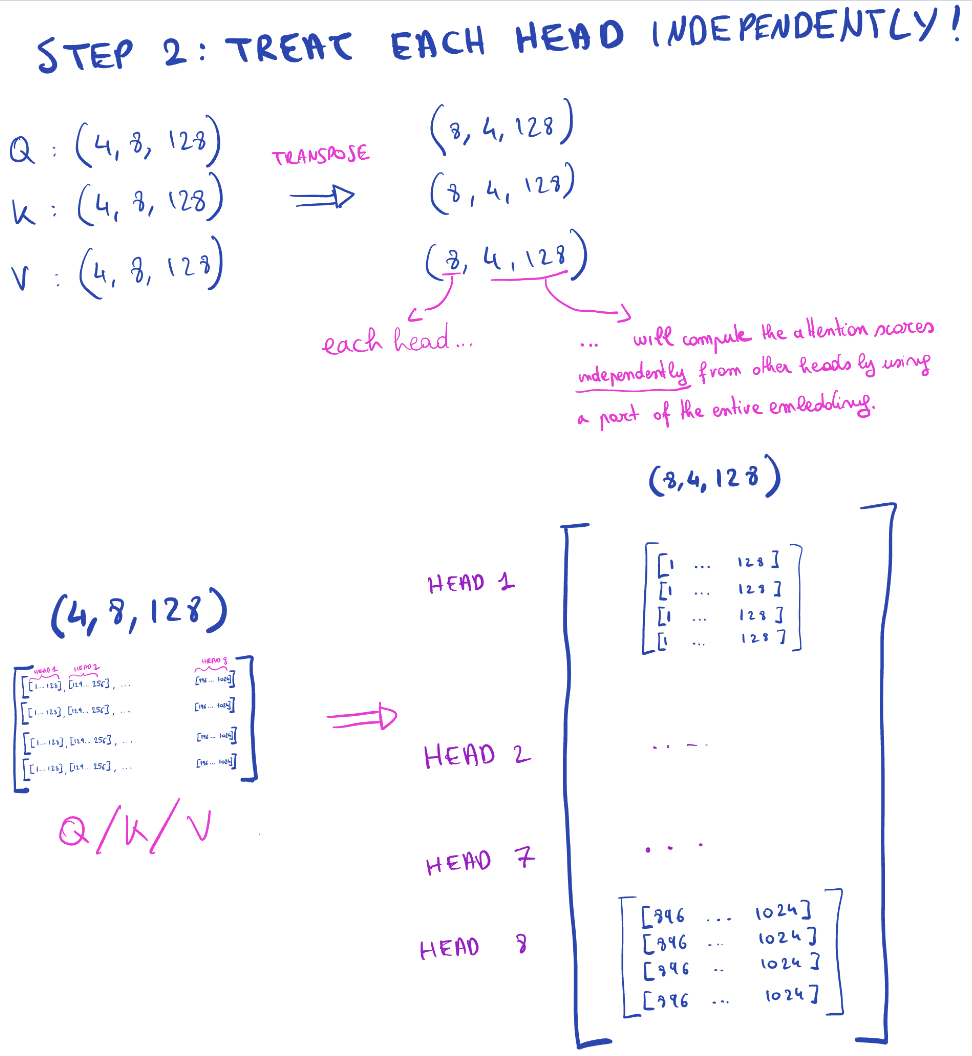 STEP 2: TREAT EACH HEAD INDEPENDENTLY!
Q : (4, 8, 128)
K : (4, 8, 128)
V : (4, 8, 128)
TRANSPOSE
(8, 4, 128)
(8, 4, 128)
(8, 4, 128)
each head...
... will compute the attention scores
independently from other heads by using
a part of the entire embedding.
(8,4, 128)
HEAD 1
[[1 ... 128]
[1 ... 128]
[1 ... 128]
[1 ... 128]]
HEAD 2
.. - -
HEAD 7
...
HEAD 8
[[896 ... 1024]
[896 ... 1024]
[896 .. 1024]
[896 ... 1024]]
(4, 8, 128)
HEAD 1 HEAD 2 HEAD 8
[[[1...128], [129.. 256], ... [896... 1024]]
[[1...128], [129.. 256], ... [896... 1024]]
[[1...128], [129.. 256], ... [896... 1024]]
[[1...128], [129.. 256], ... [896... 1024]]]
Q/K/V